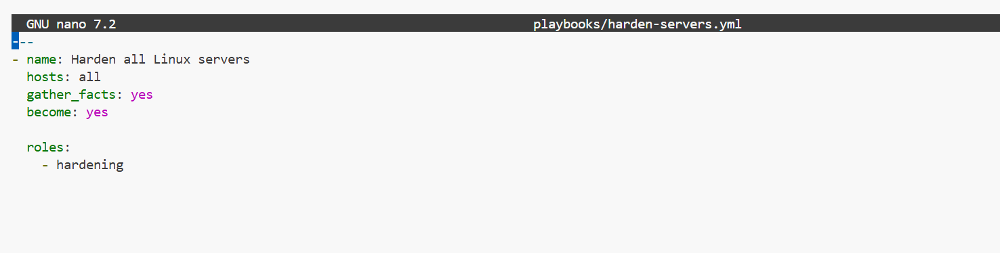 GNU nano 7.2 playbooks/harden-servers.yml
---
- name: Harden all Linux servers
  hosts: all
  gather_facts: yes
  become: yes

  roles:
    - hardening